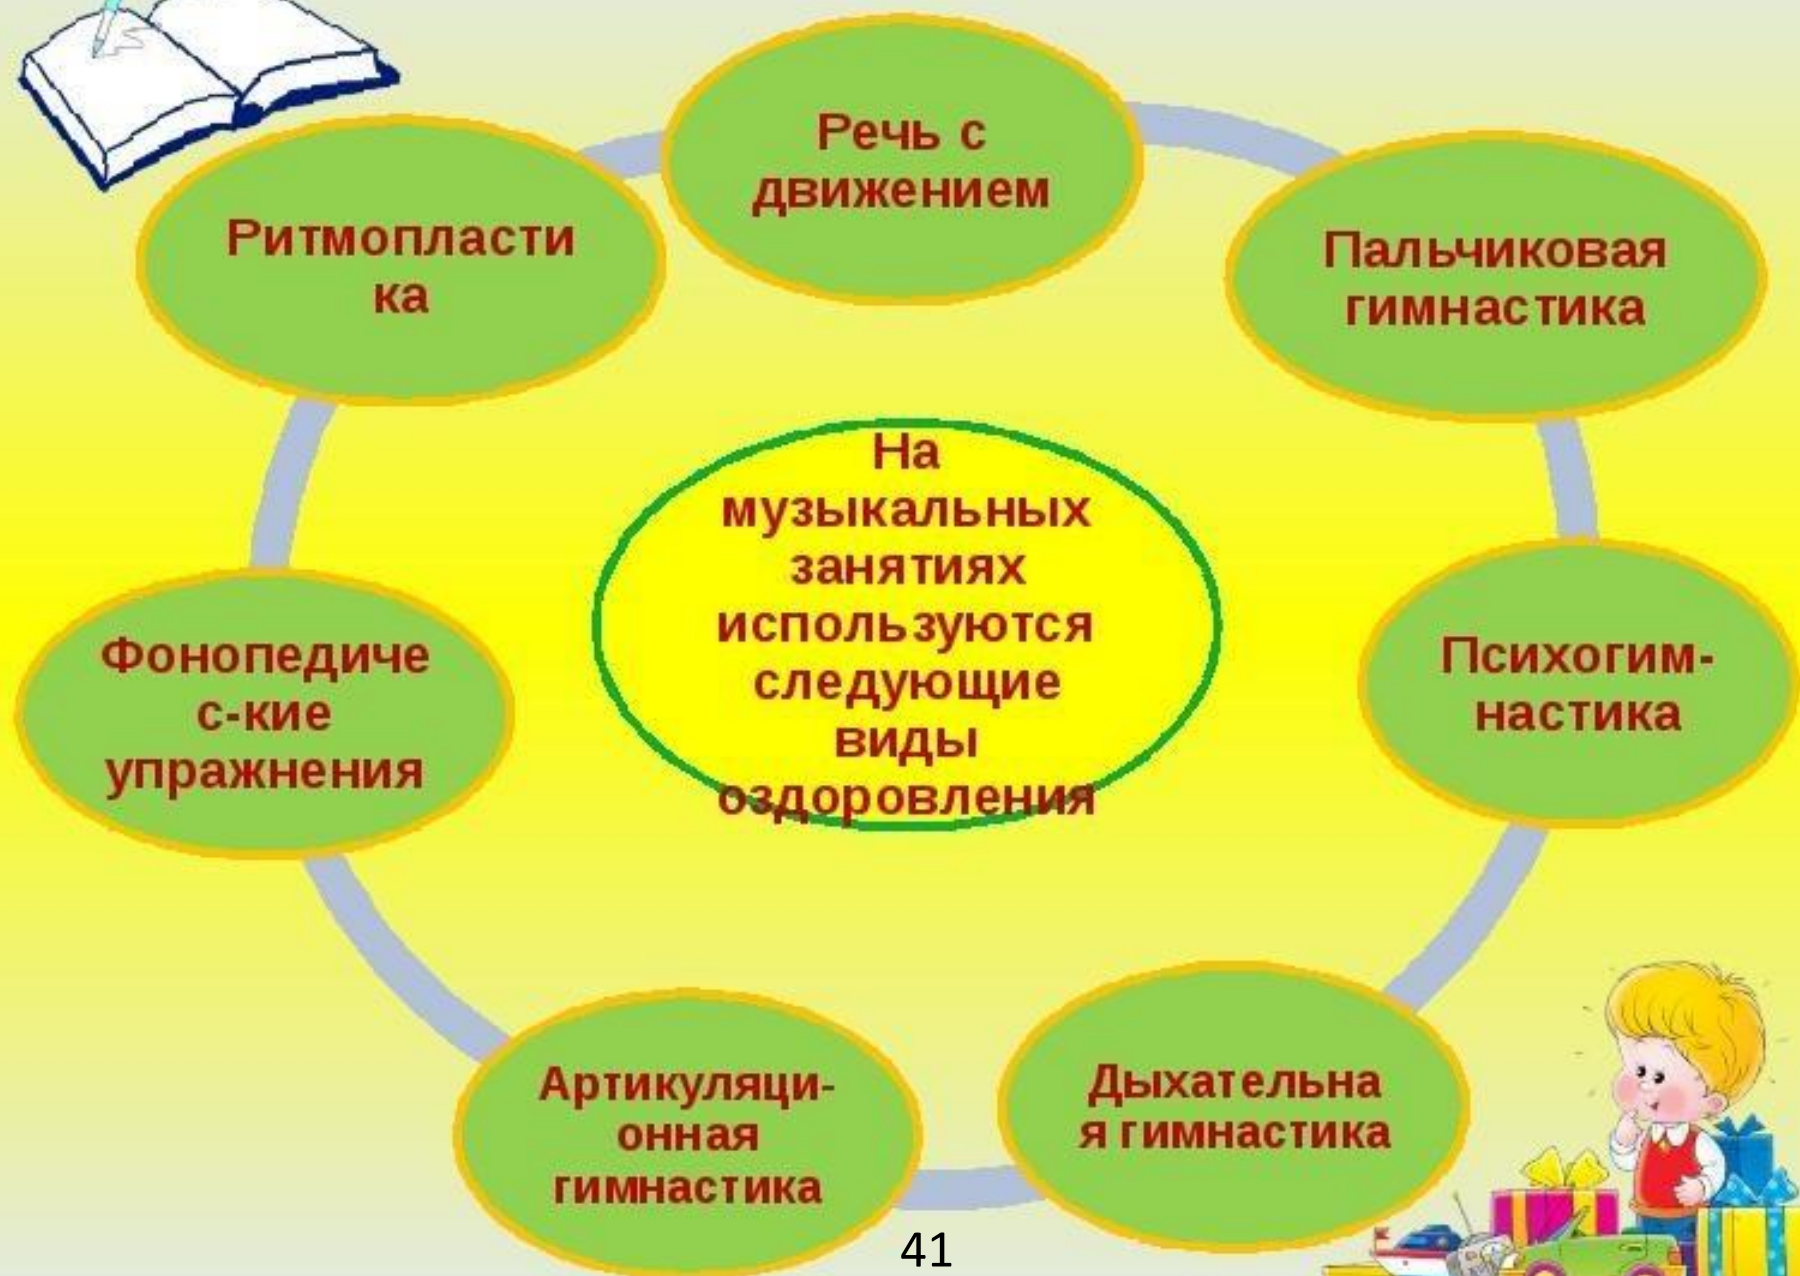 Речь с
движением
Ритмопласти
ка
Пальчиковая
гимнастика
На
музыкальных
занятиях
используются
следующие
виды
оздоровления
Фонопедиче
с-кие
упражнения
Психогим-
настика
Артикуляци-
онная
гимнастика
Дыхательна
я гимнастика
41